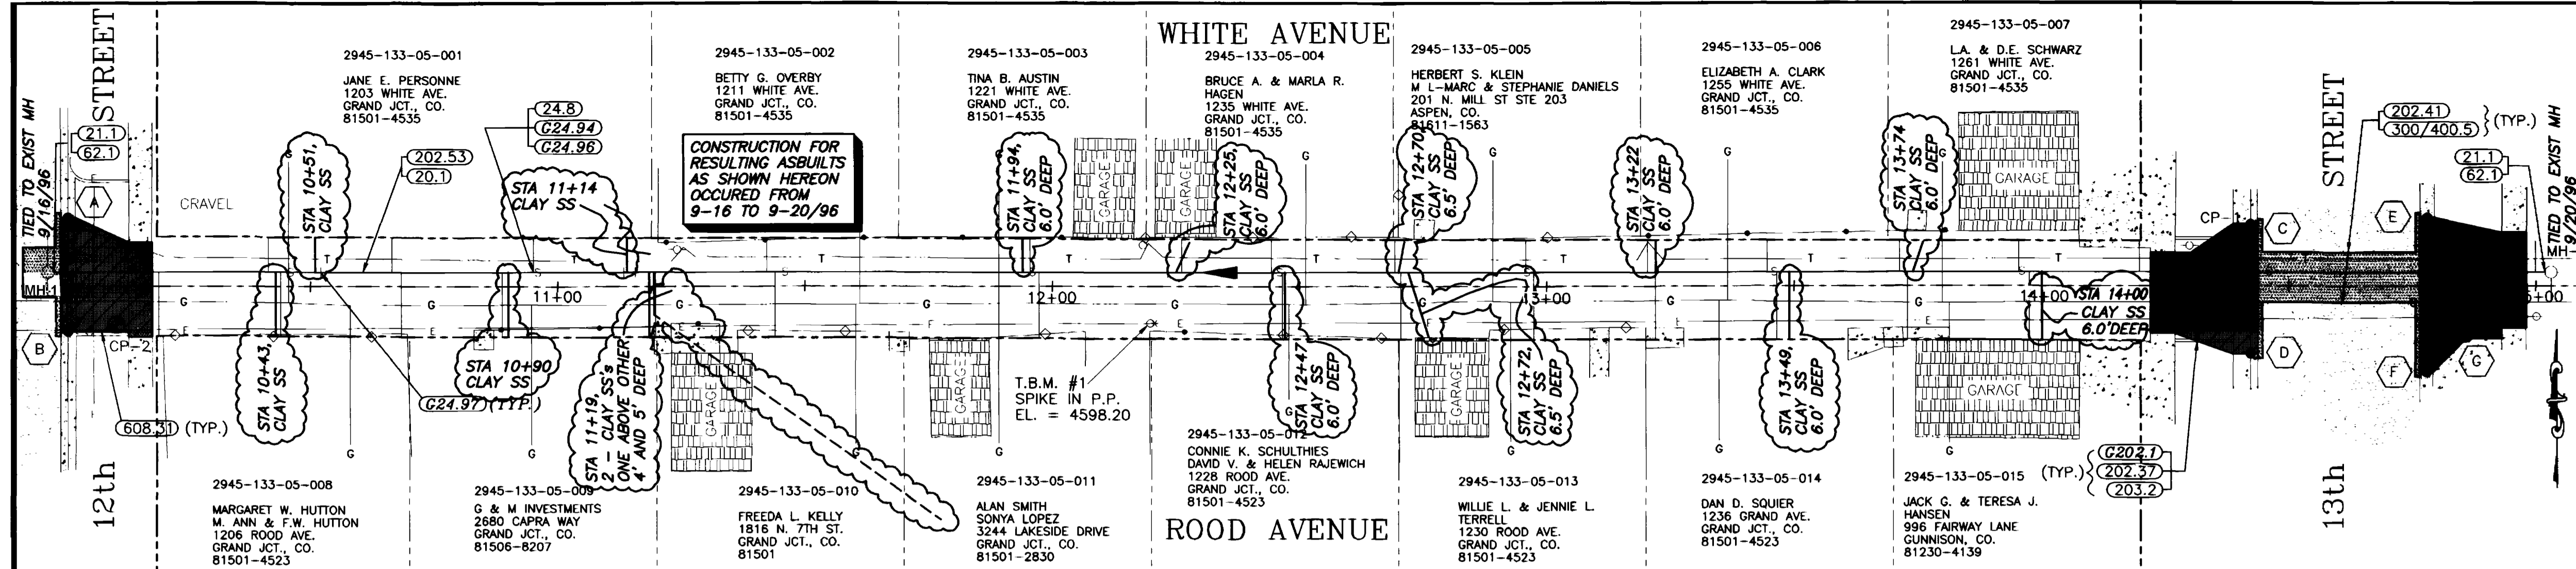 WHITE AVENUE
12th
STREET
TIED TO EXIST MH
9/16/96
21.1
62.1
A
B
MH-1
CP-2
608.31 (TYP.)
GRAVEL
2945-133-05-001
JANE E. PERSONNE
1203 WHITE AVE.
GRAND JCT., CO.
81501-4535
STA 10+51,
CLAY SS
202.53
20.1
24.8
G24.94
G24.96
STA 11+14
CLAY SS
2945-133-05-002
BETTY G. OVERBY
1211 WHITE AVE.
GRAND JCT., CO.
81501-4535
CONSTRUCTION FOR
RESULTING ASBUILTS
AS SHOWN HEREON
OCCURED FROM
9-16 TO 9-20/96
2945-133-05-003
TINA B. AUSTIN
1221 WHITE AVE.
GRAND JCT., CO.
81501-4535
STA 11+94,
CLAY SS
6.0' DEEP
GARAGE
GARAGE
2945-133-05-004
BRUCE A. & MARLA R.
HAGEN
1235 WHITE AVE.
GRAND JCT., CO.
81501-4535
STA 12+25,
CLAY SS
6.0' DEEP
2945-133-05-005
HERBERT S. KLEIN
M L-MARC & STEPHANIE DANIELS
201 N. MILL ST STE 203
ASPEN, CO.
81611-1563
STA 12+70,
CLAY SS
6.5' DEEP
2945-133-05-006
ELIZABETH A. CLARK
1255 WHITE AVE.
GRAND JCT., CO.
81501-4535
STA 13+22
CLAY SS
6.0' DEEP
2945-133-05-007
L.A. & D.E. SCHWARZ
1261 WHITE AVE.
GRAND JCT., CO.
81501-4535
STA 13+74
CLAY SS
6.0' DEEP
GARAGE
11+00
12+00
13+00
14+00
STA 14+00
CLAY SS
6.0'DEEP
STA 10+43,
CLAY SS
G24.97 (TYP.)
STA 10+90
CLAY SS
STA 11+19,
2 - CLAY SS's
ONE ABOVE OTHER
4' AND 5' DEEP
GARAGE
GARAGE
T.B.M. #1
SPIKE IN P.P.
EL. = 4598.20
STA 12+47
CLAY SS
6.0' DEEP
GARAGE
STA 12+72,
CLAY SS
6.5' DEEP
STA 13+49,
CLAY SS
6.0' DEEP
GARAGE
2945-133-05-008
MARGARET W. HUTTON
M. ANN & F.W. HUTTON
1206 ROOD AVE.
GRAND JCT., CO.
81501-4523
2945-133-05-009
G & M INVESTMENTS
2680 CAPRA WAY
GRAND JCT., CO.
81506-8207
2945-133-05-010
FREEDA L. KELLY
1816 N. 7TH ST.
GRAND JCT., CO.
81501
2945-133-05-011
ALAN SMITH
SONYA LOPEZ
3244 LAKESIDE DRIVE
GRAND JCT., CO.
81501-2830
2945-133-05-012
CONNIE K. SCHULTHIES
DAVID V. & HELEN RAJEWICH
1228 ROOD AVE.
GRAND JCT., CO.
81501-4523
2945-133-05-013
WILLIE L. & JENNIE L.
TERRELL
1230 ROOD AVE.
GRAND JCT., CO.
81501-4523
2945-133-05-014
DAN D. SQUIER
1236 GRAND AVE.
GRAND JCT., CO.
81501-4523
2945-133-05-015
JACK G. & TERESA J.
HANSEN
996 FAIRWAY LANE
GUNNISON, CO.
81230-4139
ROOD AVENUE
13th
STREET
202.41
300/400.5
(TYP.)
21.1
62.1
TIED TO EXIST MH
9/20/96
C
D
E
F
G
(TYP.)
G202.1
202.37
203.2